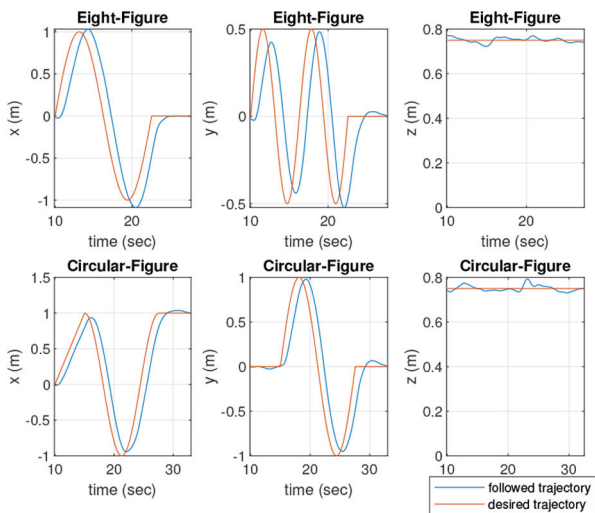 Eight-Figure
Eight-Figure
Eight-Figure
1
0.5
0
-0.5
-1
x (m)
10
20
time (sec)
0.5
0
-0.5
y (m)
10
20
time (sec)
0.8
0.6
0.4
0.2
0
z (m)
10
20
time (sec)
Circular-Figure
Circular-Figure
Circular-Figure
1.5
1
0.5
0
-0.5
-1
x (m)
10
20
30
time (sec)
1
0.5
0
-0.5
-1
y (m)
10
20
30
time (sec)
0.8
0.6
0.4
0.2
0
z (m)
10
20
30
followed trajectory
desired trajectory